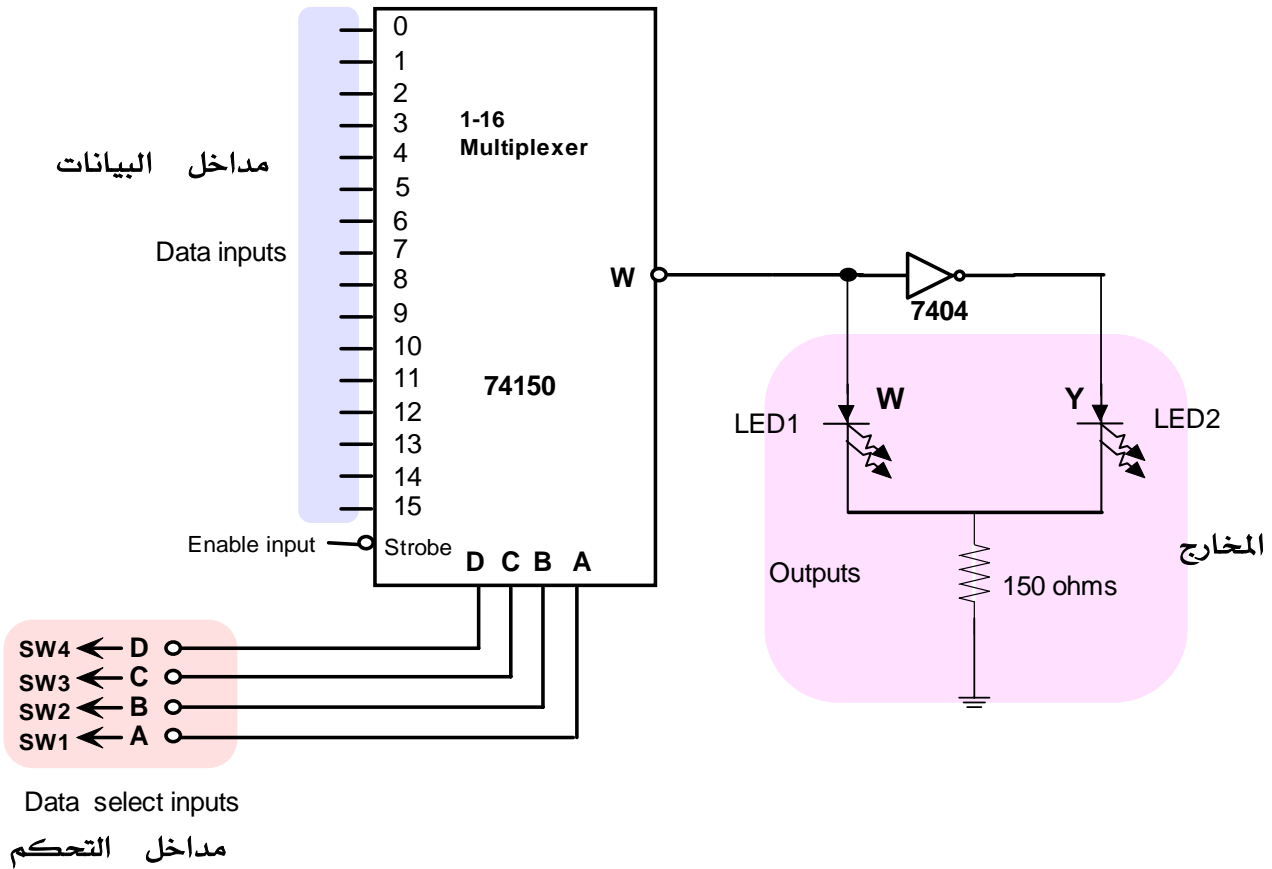 0
1
2
3
4
5
6
7
8
9
10
11
12
13
14
15
1-16
Multiplexer
74150
مداخل البيانات
Data inputs
W
7404
Enable input
Strobe
D C B A
LED1
W
Y
LED2
Outputs
150 ohms
المخارج
SW4 D
SW3 C
SW2 B
SW1 A
Data select inputs
مداخل التحكم